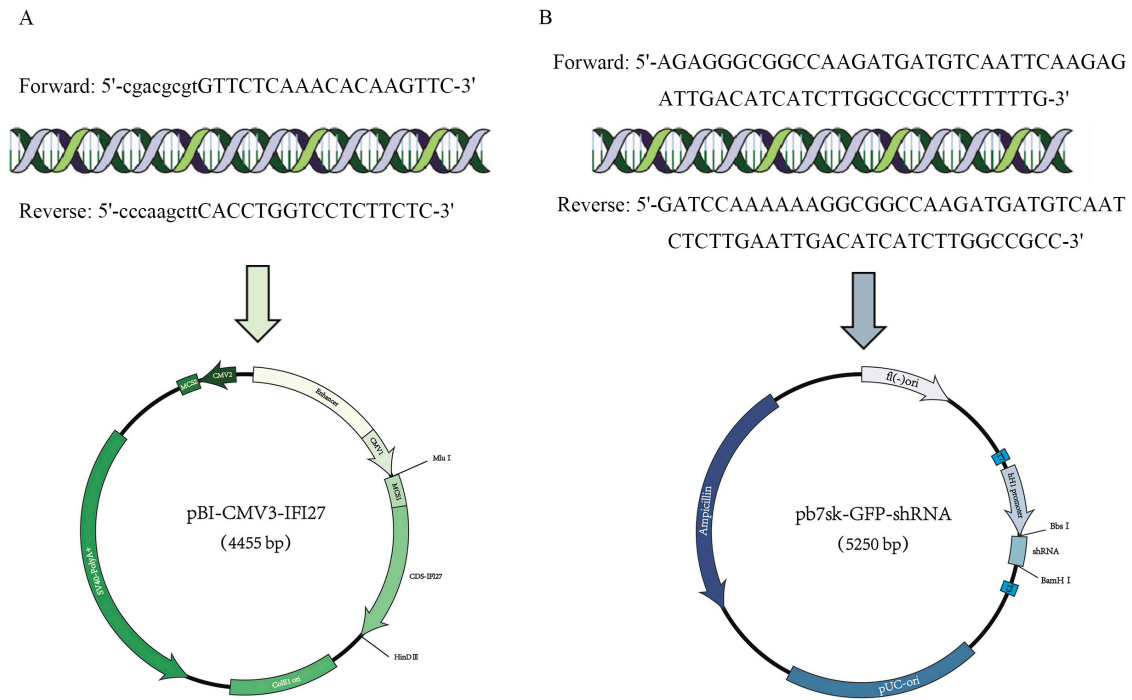 A
Forward: 5'-cgacgcgtGTTCTCAAACACAAGTTC-3'
Reverse: 5'-cccaagcttCACCTGGTCCTCTTCTC-3'
MCS2
CMV2
Enhancer
CMV1
Mlu I
MCS1
pBI-CMV3-IFI27
(4455 bp)
CDS-IFI27
SV40-PolyA+
HinD III
ColE1 ori
B
Forward: 5'-AGAGGGCGGCCAAGATGATGTCAATTCAAGAG
ATTGACATCATCTTGGCCGCCTTTTTTG-3'
Reverse: 5'-GATCCAAAAAAGGCGGCCAAGATGATGTCAAT
CTCTTGAATTGACATCATCTTGGCCGCC-3'
fl(-)ori
hH1 promoter
Ampicillin
Bbs I
pb7sk-GFP-shRNA
(5250 bp)
shRNA
BamH I
pUC-ori